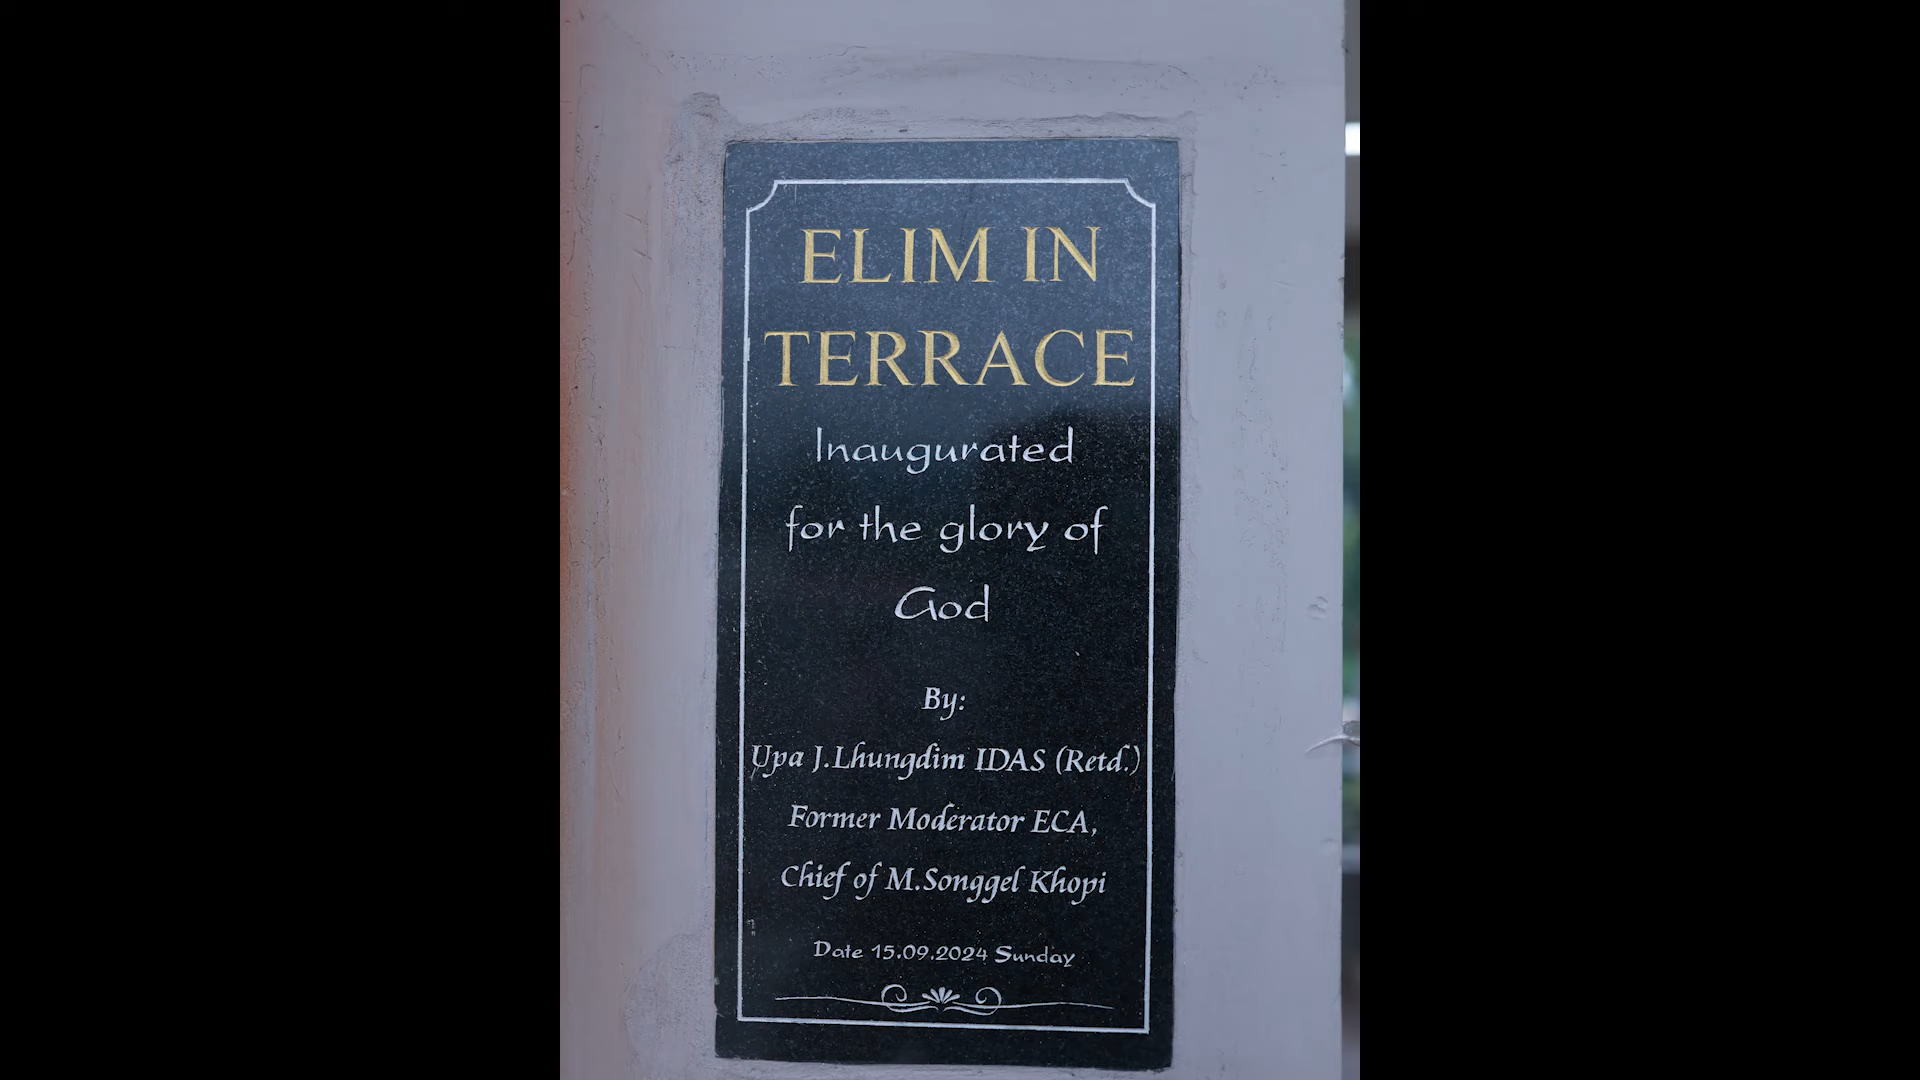 ELIM IN
TERRACE
Inaugurated
for the glory of
God
By:
Upa J.Lhungdim IDAS (Retd.)
Former Moderator ECA,
Chief of M.Songgel Khopi
Date 15.09.2024 Sunday